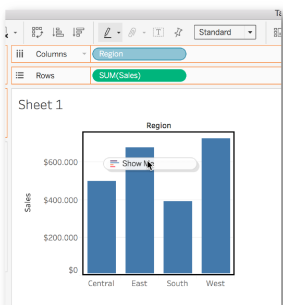 Ta
Standard
Columns
Region
Rows
SUM(Sales)
Sheet 1
Region
$600.000
Show Me
Sales
$400.000
$200.000
$0
Central East South West